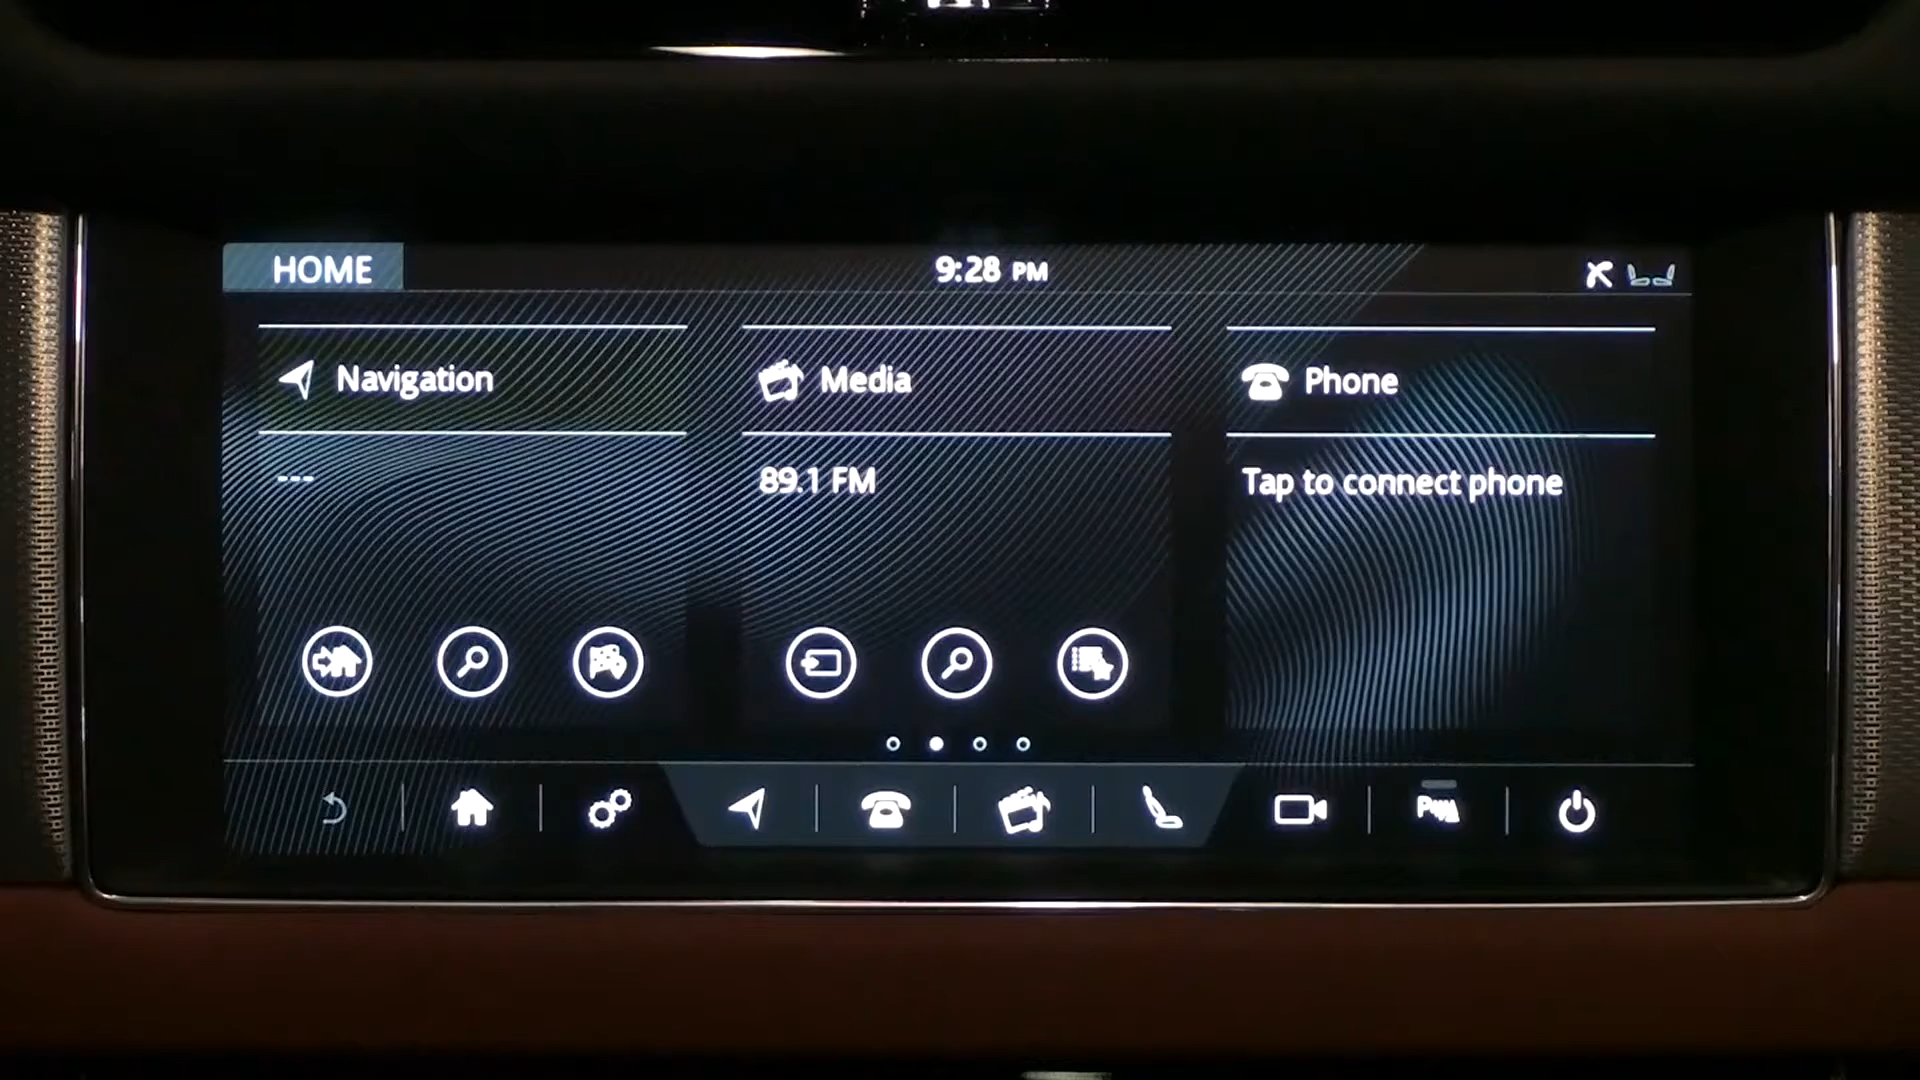 HOME
9:28 PM
Navigation
Media
Phone
---
89.1 FM
Tap to connect phone